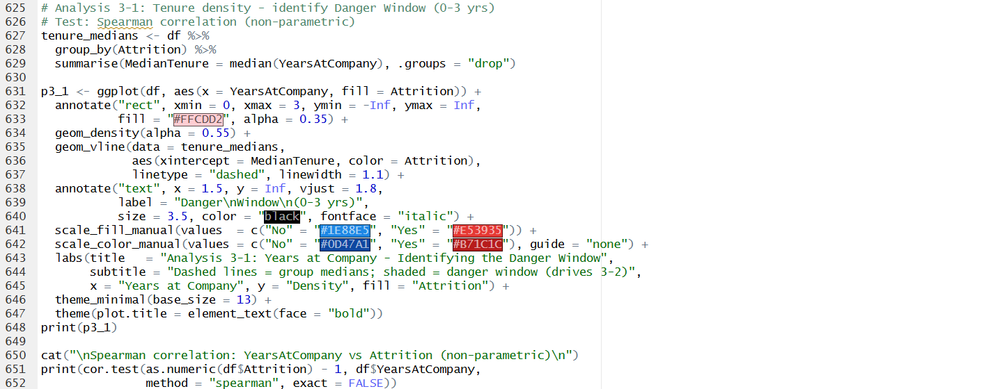 625 # Analysis 3-1: Tenure density - identify Danger Window (0-3 yrs)
626 # Test: Spearman correlation (non-parametric)
627 tenure_medians <- df %>%
628   group_by(Attrition) %>%
629   summarise(MedianTenure = median(YearsAtCompany), .groups = "drop")
630
631 p3_1 <- ggplot(df, aes(x = YearsAtCompany, fill = Attrition)) +
632   annotate("rect", xmin = 0, xmax = 3, ymin = -Inf, ymax = Inf,
633            fill = "#FFCDD2", alpha = 0.35) +
634   geom_density(alpha = 0.55) +
635   geom_vline(data = tenure_medians,
636              aes(xintercept = MedianTenure, color = Attrition),
637              linetype = "dashed", linewidth = 1.1) +
638   annotate("text", x = 1.5, y = Inf, vjust = 1.8,
639            label = "Danger\nWindow\n(0-3 yrs)",
640            size = 3.5, color = "black", fontface = "italic") +
641   scale_fill_manual(values  = c("No" = "#1E88E5", "Yes" = "#E53935")) +
642   scale_color_manual(values = c("No" = "#0D47A1", "Yes" = "#B71C1C"), guide = "none") +
643   labs(title   = "Analysis 3-1: Years at Company - Identifying the Danger Window",
644        subtitle = "Dashed lines = group medians; shaded = danger window (drives 3-2)",
645        x = "Years at Company", y = "Density", fill = "Attrition") +
646   theme_minimal(base_size = 13) +
647   theme(plot.title = element_text(face = "bold"))
648 print(p3_1)
649
650 cat("\nSpearman correlation: YearsAtCompany vs Attrition (non-parametric)\n")
651 print(cor.test(as.numeric(df$Attrition) - 1, df$YearsAtCompany,
652                method = "spearman", exact = FALSE))